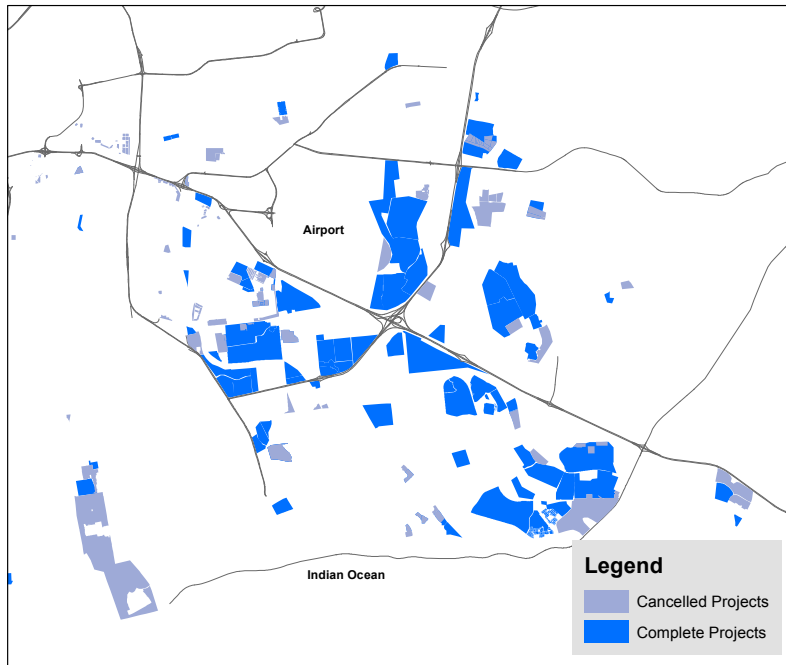 Airport
Indian Ocean
Legend
Cancelled Projects
Complete Projects